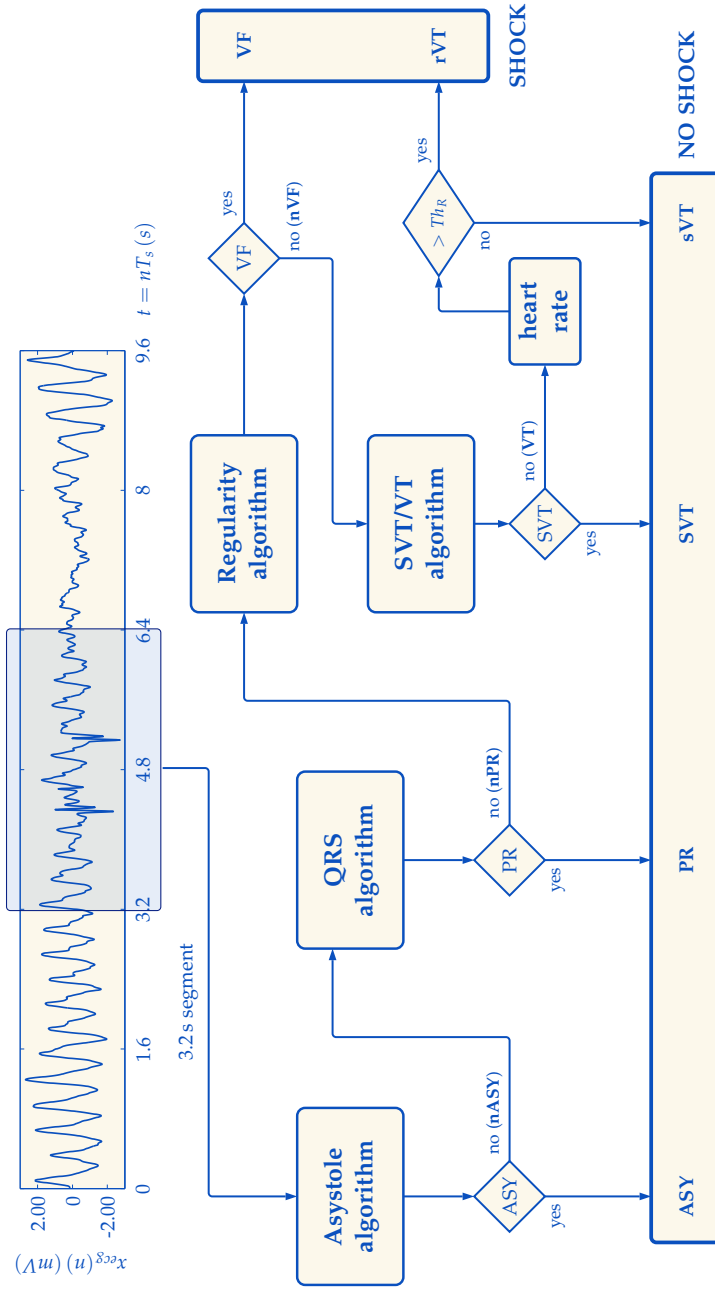 x_ecg(n) (mV)
2.00
0
-2.00
0
1.6
3.2
4.8
6.4
8
9.6
t = nT_s (s)
3.2 s segment
Asystole
algorithm
ASY
no (nASY)
yes
QRS
algorithm
PR
no (nPR)
yes
Regularity
algorithm
VF
yes
no (nVF)
SVT/VT
algorithm
SVT
no (VT)
yes
heart
rate
> Th_R
yes
no
VF
rVT
SHOCK
ASY
PR
SVT
sVT
NO SHOCK